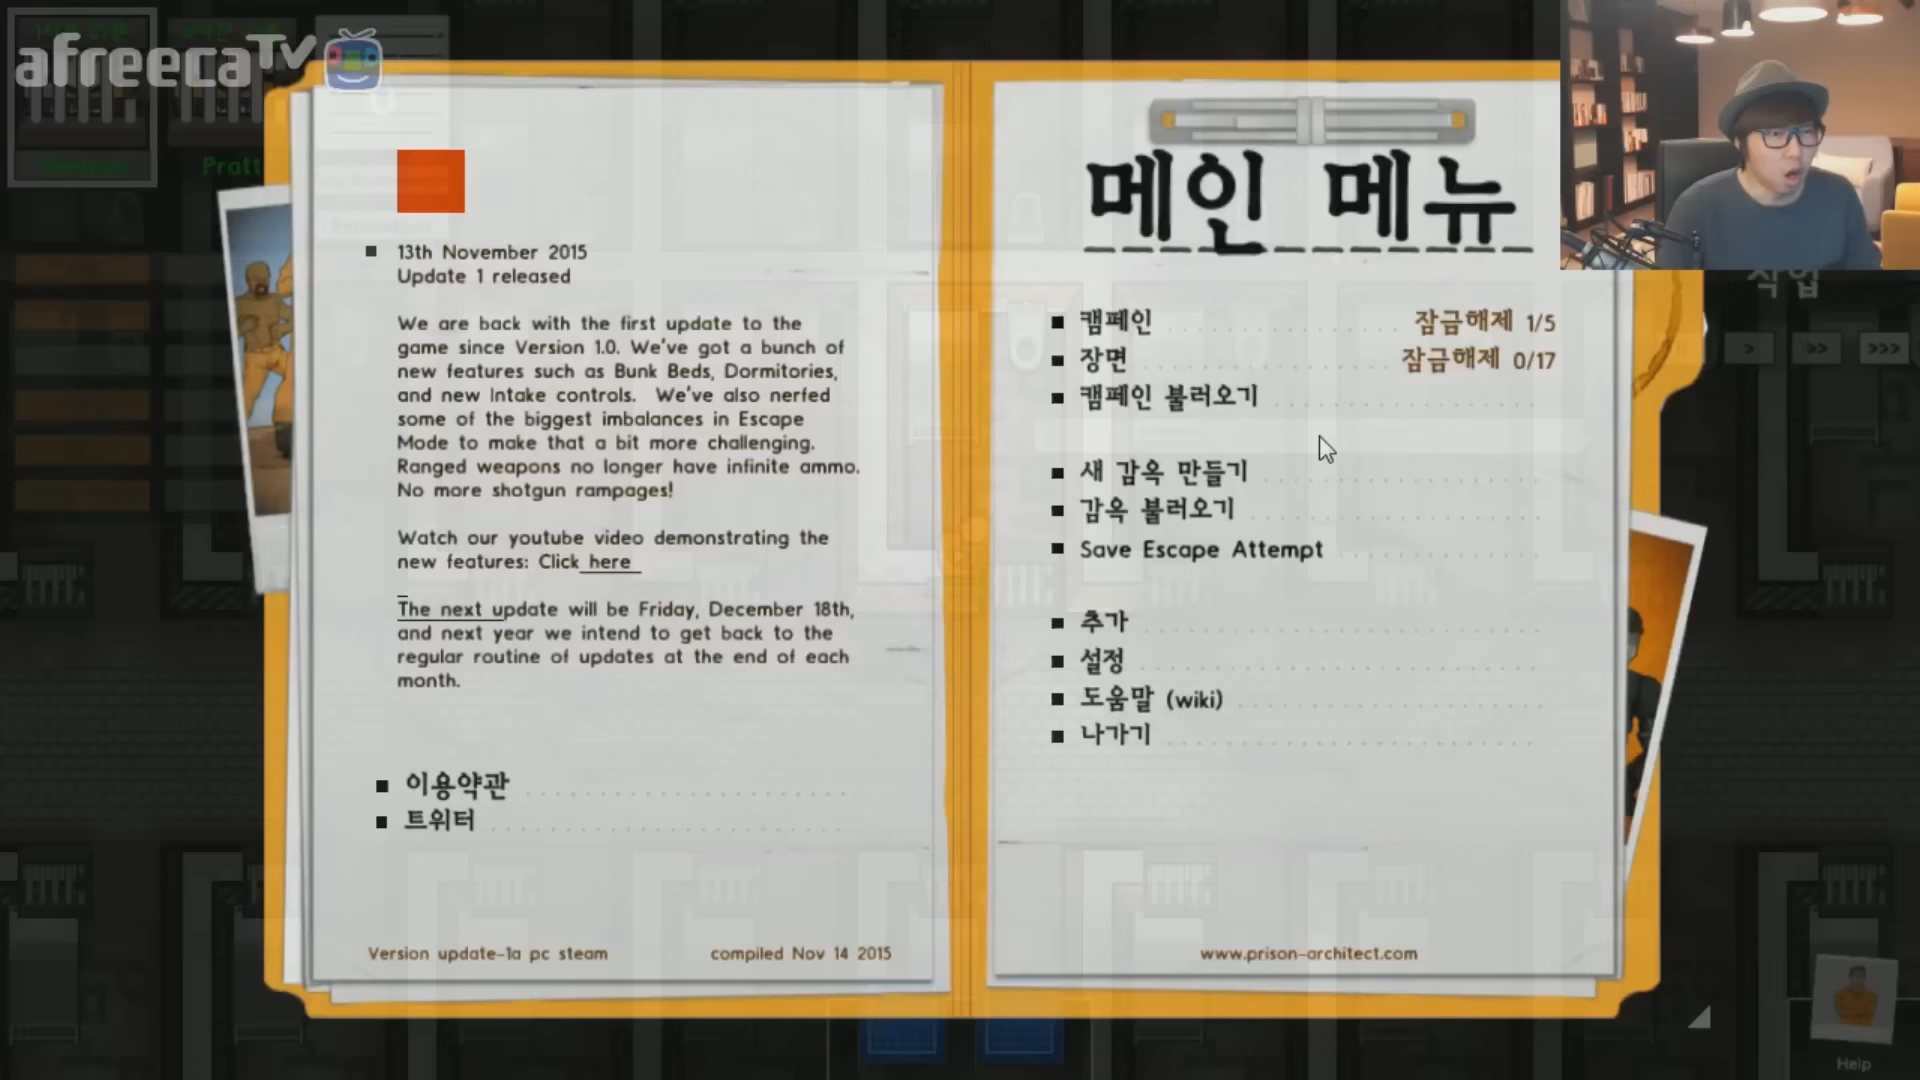 afreecaTV
Pratt
13th November 2015
Update 1 released
We are back with the first update to the
game since Version 1.0. We've got a bunch of
new features such as Bunk Beds, Dormitories,
and new Intake controls. We've also nerfed
some of the biggest imbalances in Escape
Mode to make that a bit more challenging.
Ranged weapons no longer have infinite ammo.
No more shotgun rampages!
Watch our youtube video demonstrating the
new features: Click here
The next update will be Friday, December 18th,
and next year we intend to get back to the
regular routine of updates at the end of each
month.
이용약관
트위터
Version update-1a pc steam
compiled Nov 14 2015
메인 메뉴
캠페인 잠금해제 1/5
장면 잠금해제 0/17
캠페인 불러오기
새 감옥 만들기
감옥 불러오기
Save Escape Attempt
추가
설정
도움말 (wiki)
나가기
www.prison-architect.com
작업
> >> >>>
Help